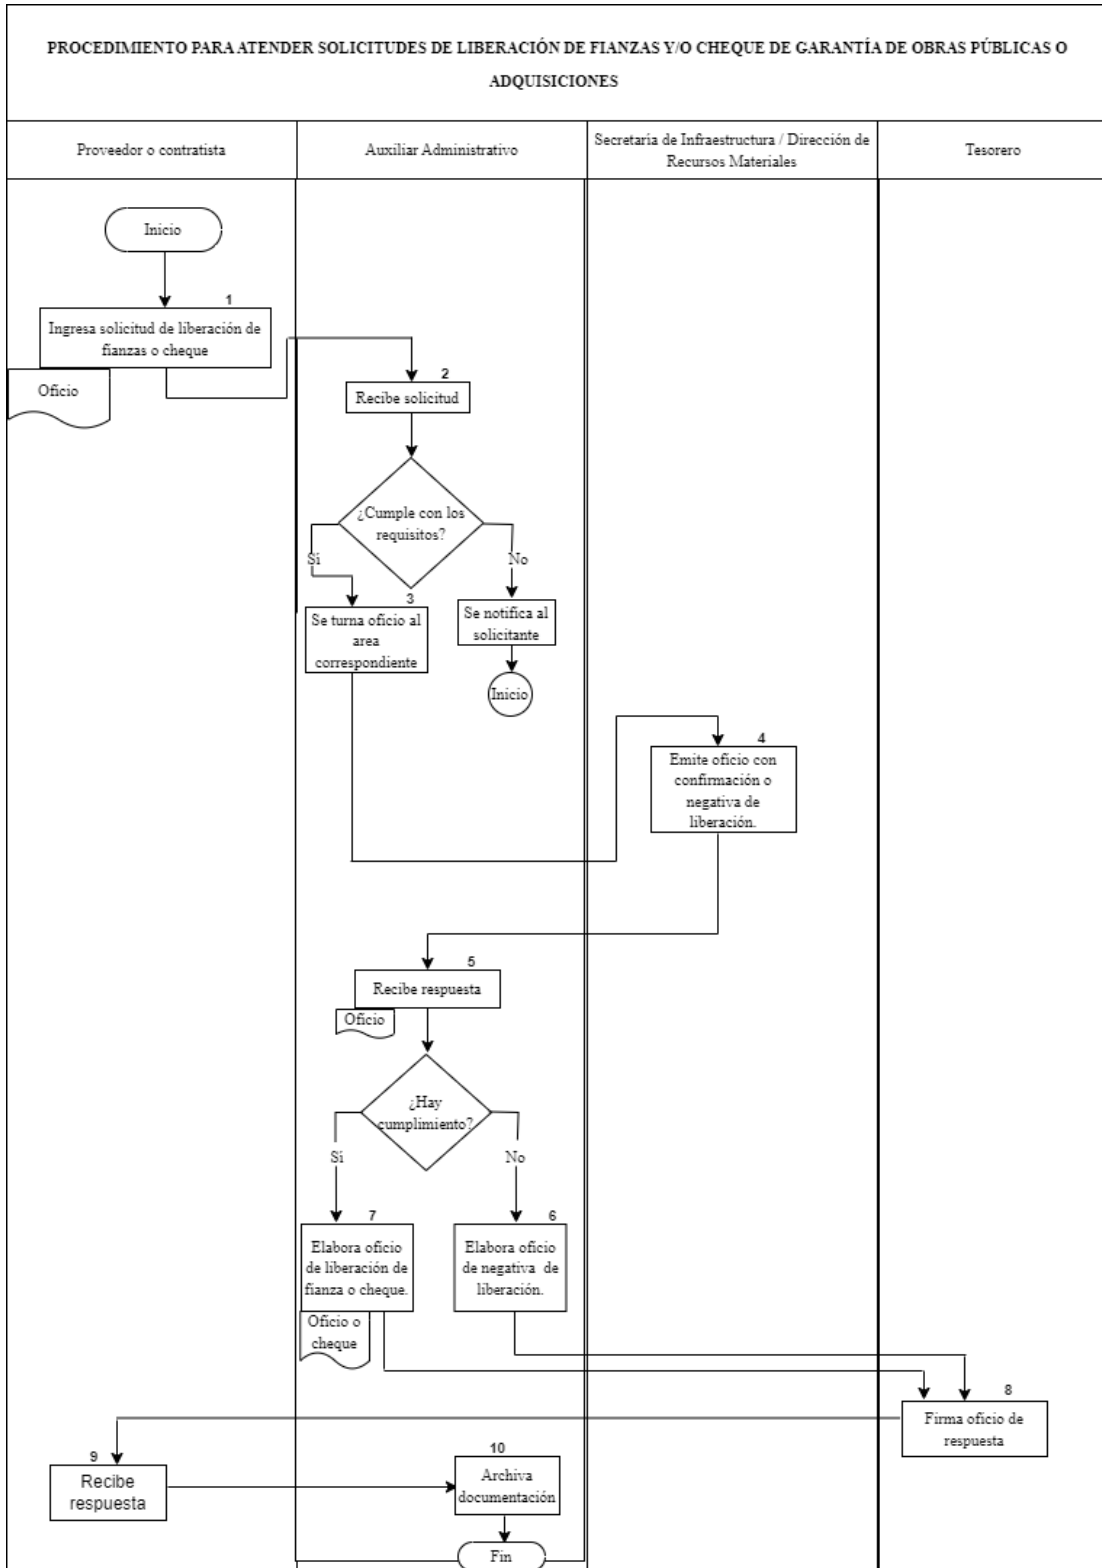 PROCEDIMIENTO PARA ATENDER SOLICITUDES DE LIBERACIÓN DE FIANZAS Y/O CHEQUE DE GARANTÍA DE OBRAS PÚBLICAS O
ADQUISICIONES
Proveedor o contratista
Auxiliar Administrativo
Secretaría de Infraestructura / Dirección de
Recursos Materiales
Tesorero
Inicio
1
Ingresa solicitud de liberación de
fianzas o cheque
Oficio
2
Recibe solicitud
¿Cumple con los
requisitos?
Sí
No
3
Se turna oficio al
area
correspondiente
Se notifica al
solicitante
Inicio
4
Emite oficio con
confirmación o
negativa de
liberación.
5
Recibe respuesta
Oficio
¿Hay
cumplimiento?
Sí
No
7
Elabora oficio
de liberación de
fianza o cheque.
Oficio o
cheque
6
Elabora oficio
de negativa de
liberación.
8
Firma oficio de
respuesta
9
Recibe
respuesta
10
Archiva
documentación
Fin